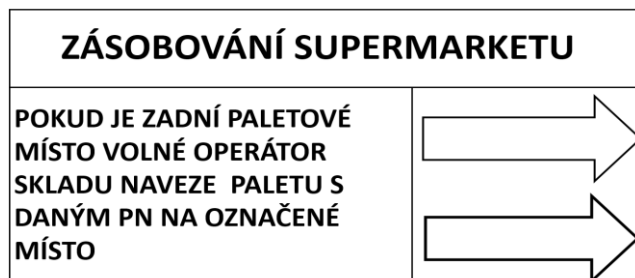 ZÁSOBOVÁNÍ SUPERMARKETU
POKUD JE ZADNÍ PALETOVÉ
MÍSTO VOLNÉ OPERÁTOR
SKLADU NAVEZE PALETU S
DANÝM PN NA OZNAČENÉ
MÍSTO